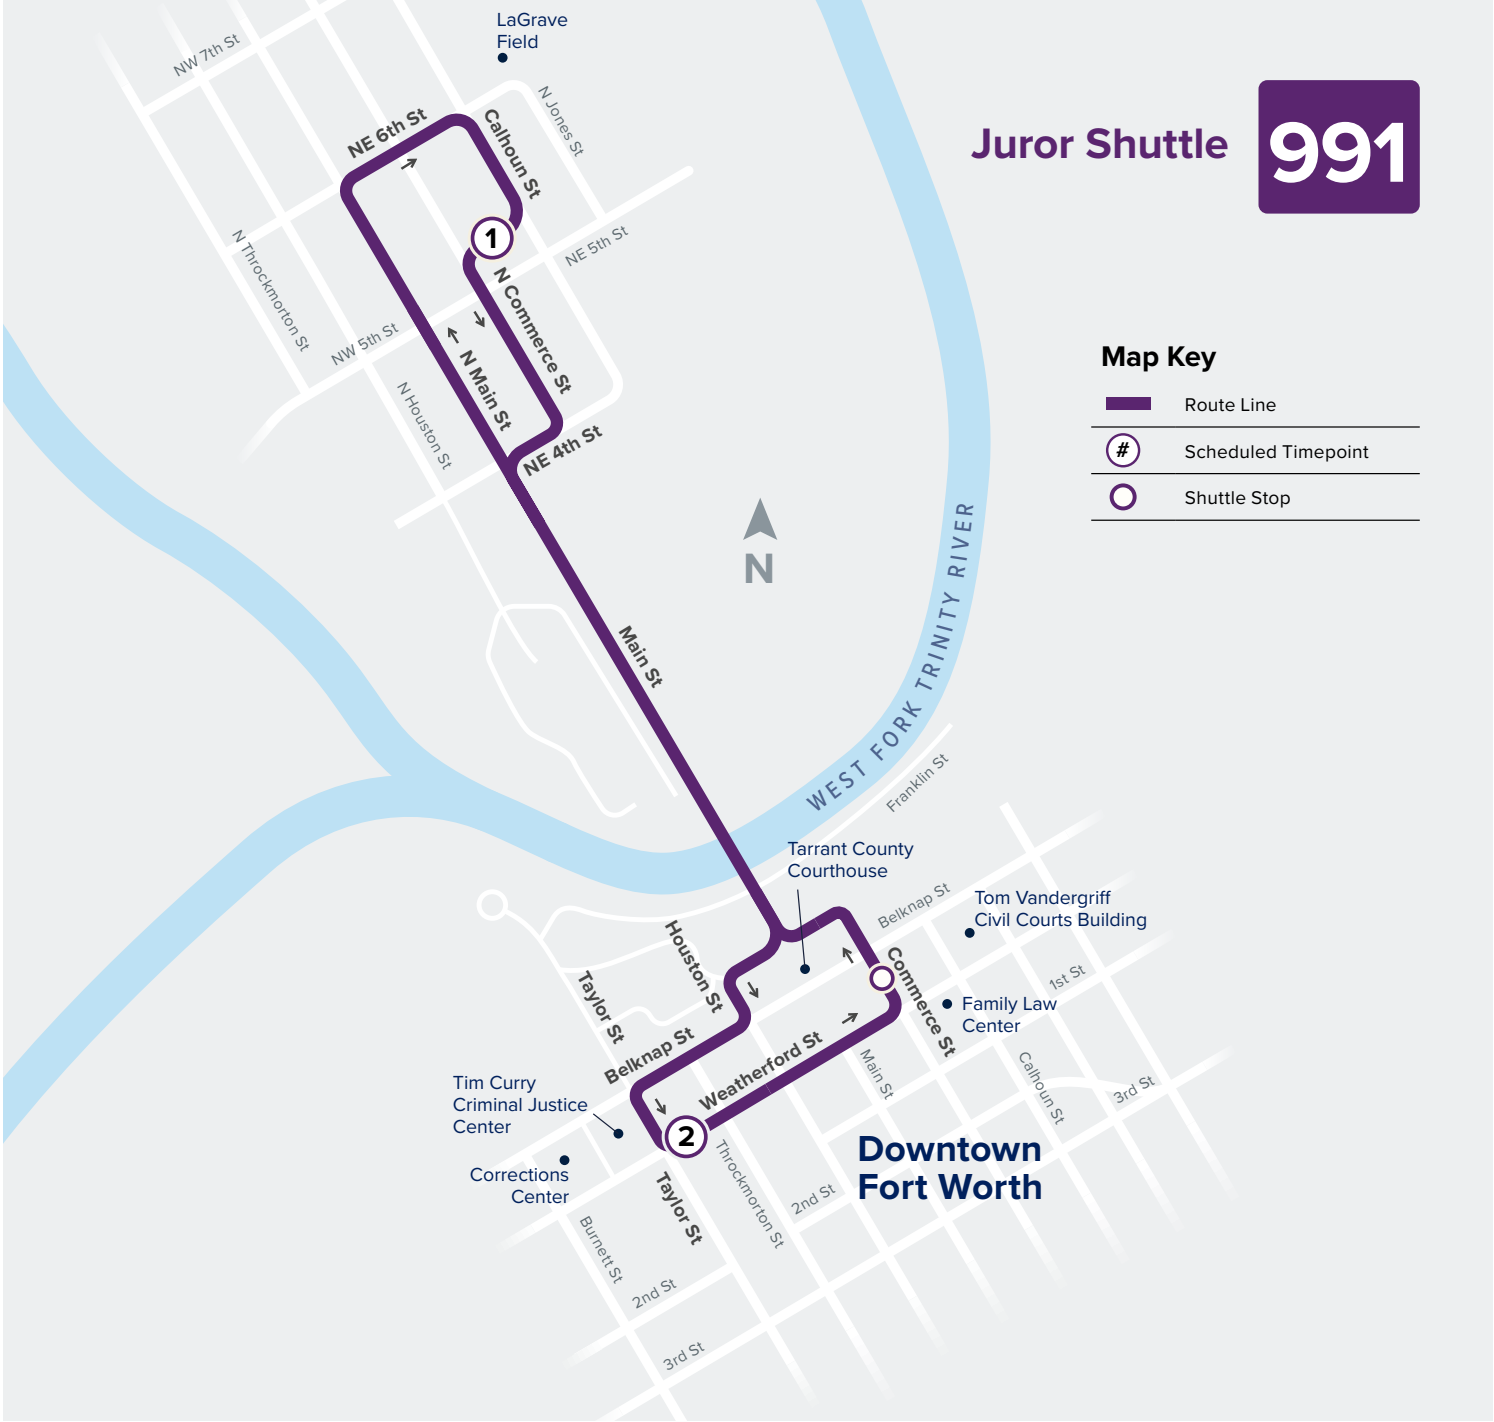 LaGrave
Field
NW 7th St
N Jones St
NE 6th St
Calhoun St
Juror Shuttle
991
1
N Throckmorton St
NE 5th St
NW 5th St
N Commerce St
N Main St
N Houston St
NE 4th St
Map Key
Route Line
#
Scheduled Timepoint
Shuttle Stop
N
WEST FORK TRINITY RIVER
Main St
Franklin St
Tarrant County
Courthouse
Belknap St
Tom Vandergriff
Civil Courts Building
Houston St
Commerce St
1st St
Taylor St
Family Law
Center
Belknap St
Weatherford St
Main St
Calhoun St
3rd St
Tim Curry
Criminal Justice
Center
2
Corrections
Center
Downtown
Fort Worth
Throckmorton St
Taylor St
2nd St
Burnett St
2nd St
3rd St